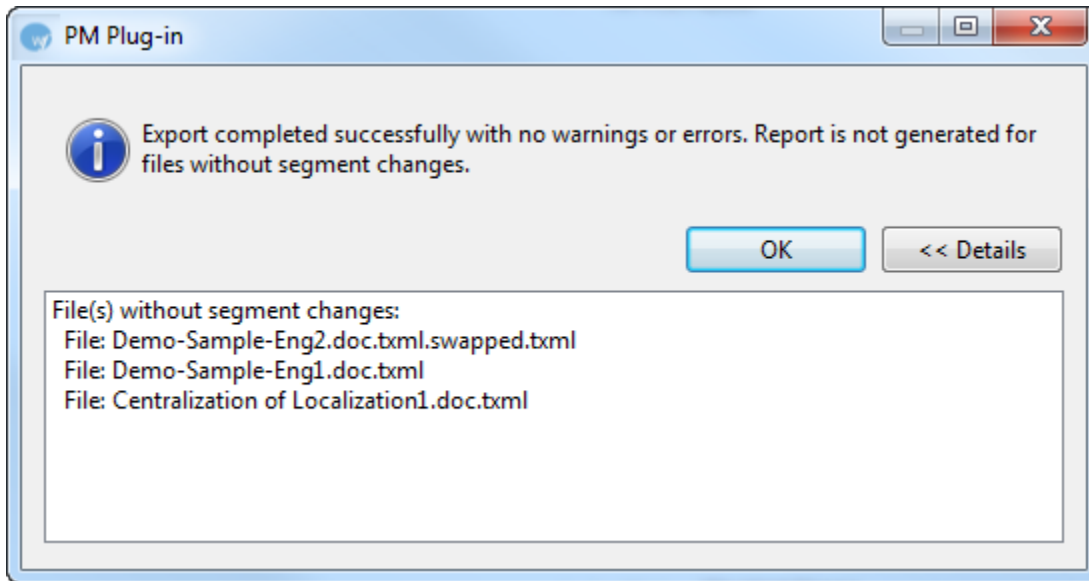 PM Plug-in
Export completed successfully with no warnings or errors. Report is not generated for
files without segment changes.
OK
<< Details
File(s) without segment changes:
File: Demo-Sample-Eng2.doc.txml.swapped.txml
File: Demo-Sample-Eng1.doc.txml
File: Centralization of Localization1.doc.txml